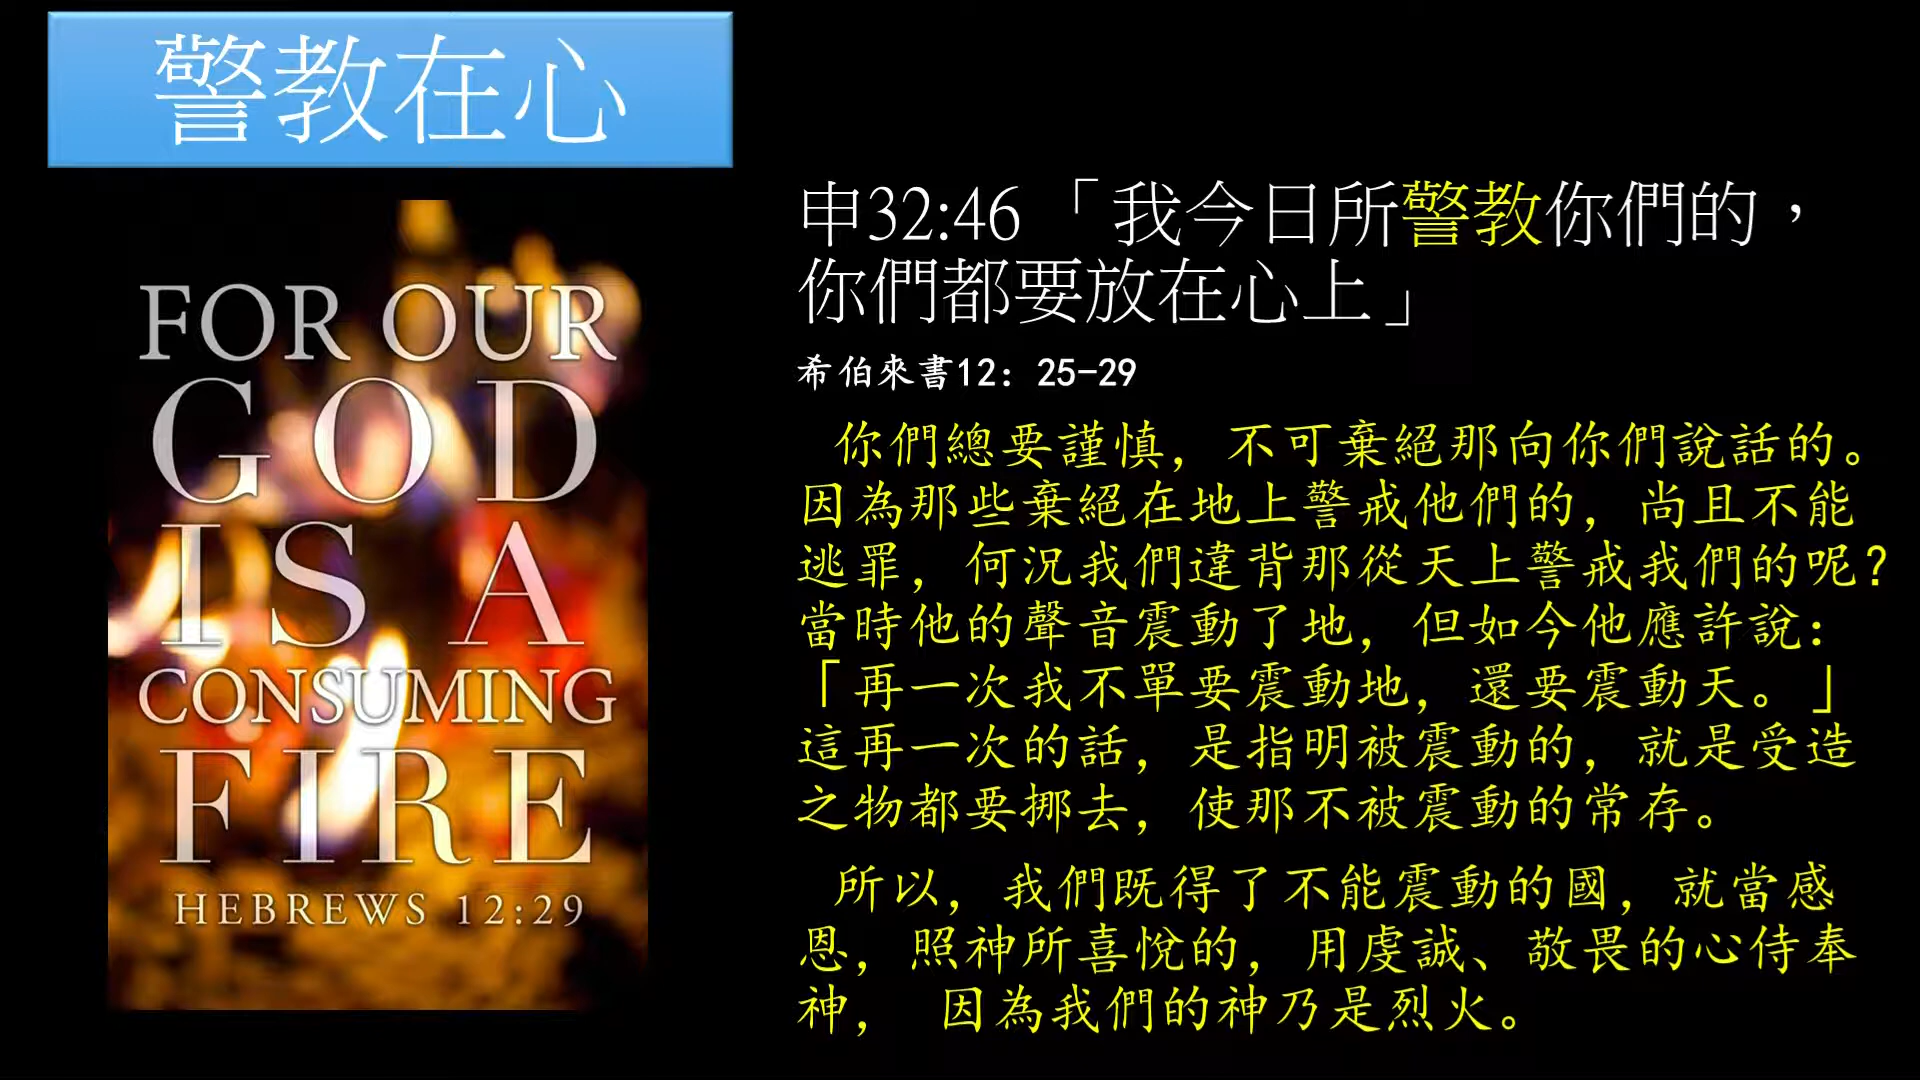 警教在心
FOR OUR
GOD
IS A
CONSUMING
FIRE
HEBREWS 12:29
申32:46「我今日所警教你們的，
你們都要放在心上」
希伯來書12：25-29
你們總要謹慎，不可棄絕那向你們說話的。
因為那些棄絕在地上警戒他們的，尚且不能
逃罪，何況我們違背那從天上警戒我們的呢？
當時他的聲音震動了地，但如今他應許說：
「再一次我不單要震動地，還要震動天。」
這再一次的話，是指明被震動的，就是受造
之物都要挪去，使那不被震動的常存。
所以，我們既得了不能震動的國，就當感
恩，照神所喜悅的，用虔誠、敬畏的心侍奉
神， 因為我們的神乃是烈火。